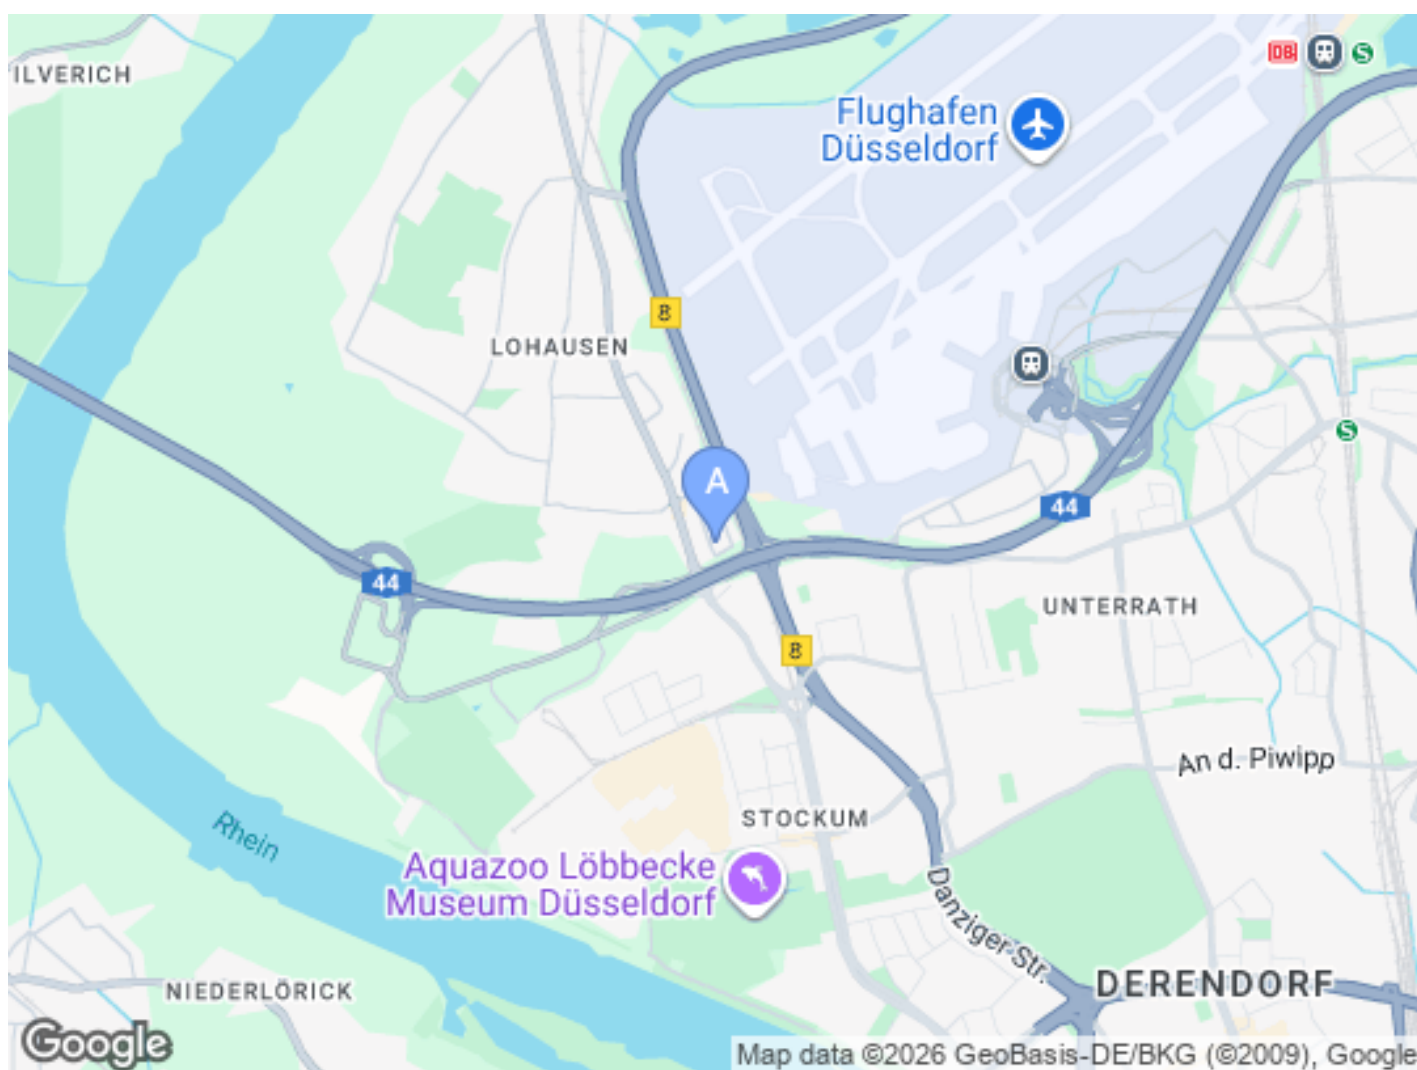 ILVERICH
DB
S
Flughafen
Düsseldorf
8
LOHAUSEN
S
A
44
44
UNTERRATH
8
An d. Piwipp
STOCKUM
Rhein
Aquazoo Löbbecke
Museum Düsseldorf
Danziger Str.
DERENDORF
NIEDERLÖRICK
Google
Map data ©2026 GeoBasis-DE/BKG (©2009), Google